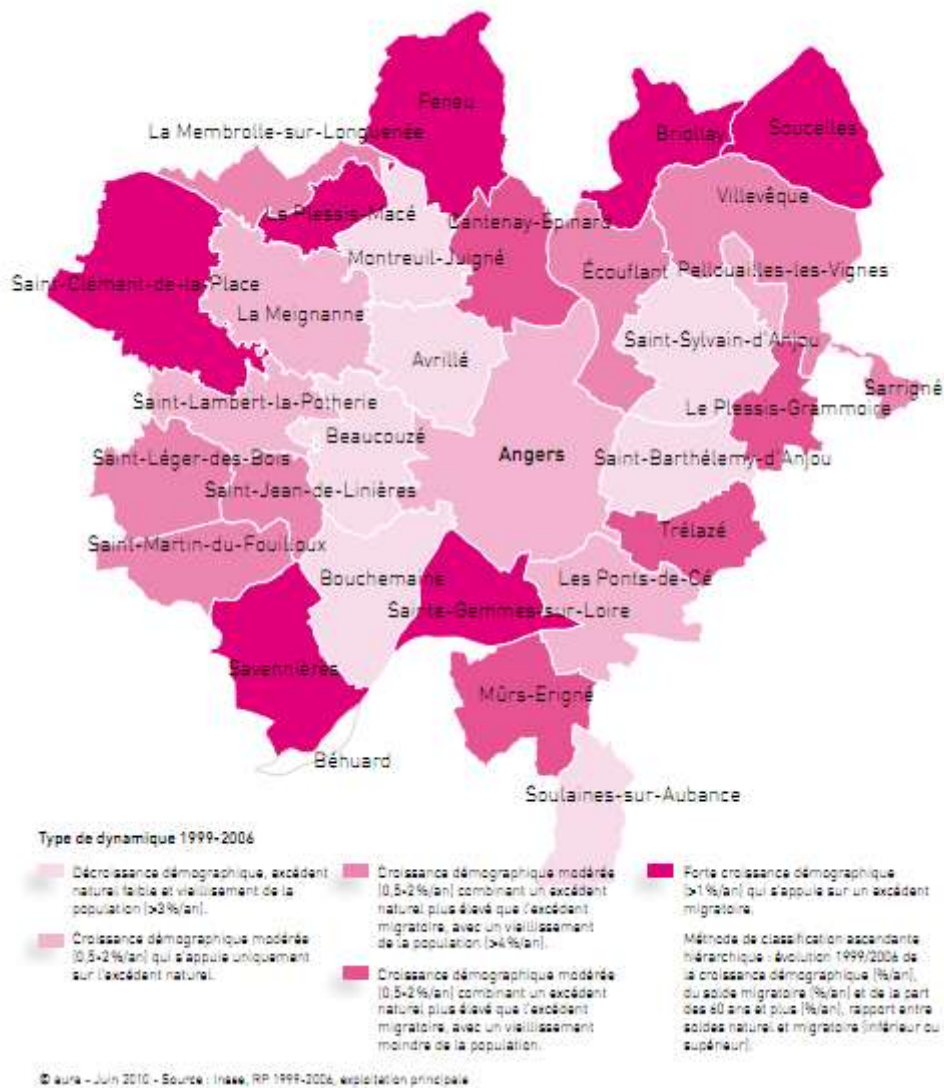 Feneu
La Membrolle-sur-Longuenée
Briollay
Soucelles
Le Plessis-Macé
Cantenay-Épinard
Villevêque
Montreuil-Juigné
Écouflant
Pellouailles-les-Vignes
Saint-Clément-de-la-Place
La Meignanne
Saint-Sylvain-d'Anjou
Avrillé
Sarrigné
Saint-Lambert-la-Potherie
Le Plessis-Grammoire
Beaucouzé
Angers
Saint-Léger-des-Bois
Saint-Barthélemy-d'Anjou
Saint-Jean-de-Linières
Trélazé
Saint-Martin-du-Fouilloux
Bouchemaine
Les Ponts-de-Cé
Sainte-Gemmes-sur-Loire
Savennières
Mûrs-Erigné
Béhuard
Soulaines-sur-Aubance
Type de dynamique 1999-2006
Décroissance démographique, excédent
naturel faible et vieillissement de la
population (>3%/an).
Croissance démographique modérée
(0,5-2%/an) qui s'appuie uniquement
sur l'excédent naturel.
Croissance démographique modérée
(0,5-2%/an) combinant un excédent
naturel plus élevé que l'excédent
migratoire, avec un vieillissement
de la population (>4%/an).
Croissance démographique modérée
(0,5-2%/an) combinant un excédent
naturel plus élevé que l'excédent
migratoire, avec un vieillissement
moindre de la population.
Forte croissance démographique
(>1%/an) qui s'appuie sur un excédent
migratoire.
Méthode de classification ascendante
hiérarchique : évolution 1999/2006 de
la croissance démographique (%/an),
du solde migratoire (%/an) et de la part
des 60 ans et plus (%/an), rapport entre
soldes naturel et migratoire (inférieur ou
supérieur).
© aura - Juin 2010 - Source : Insee, RP 1999-2006, exploitation principale